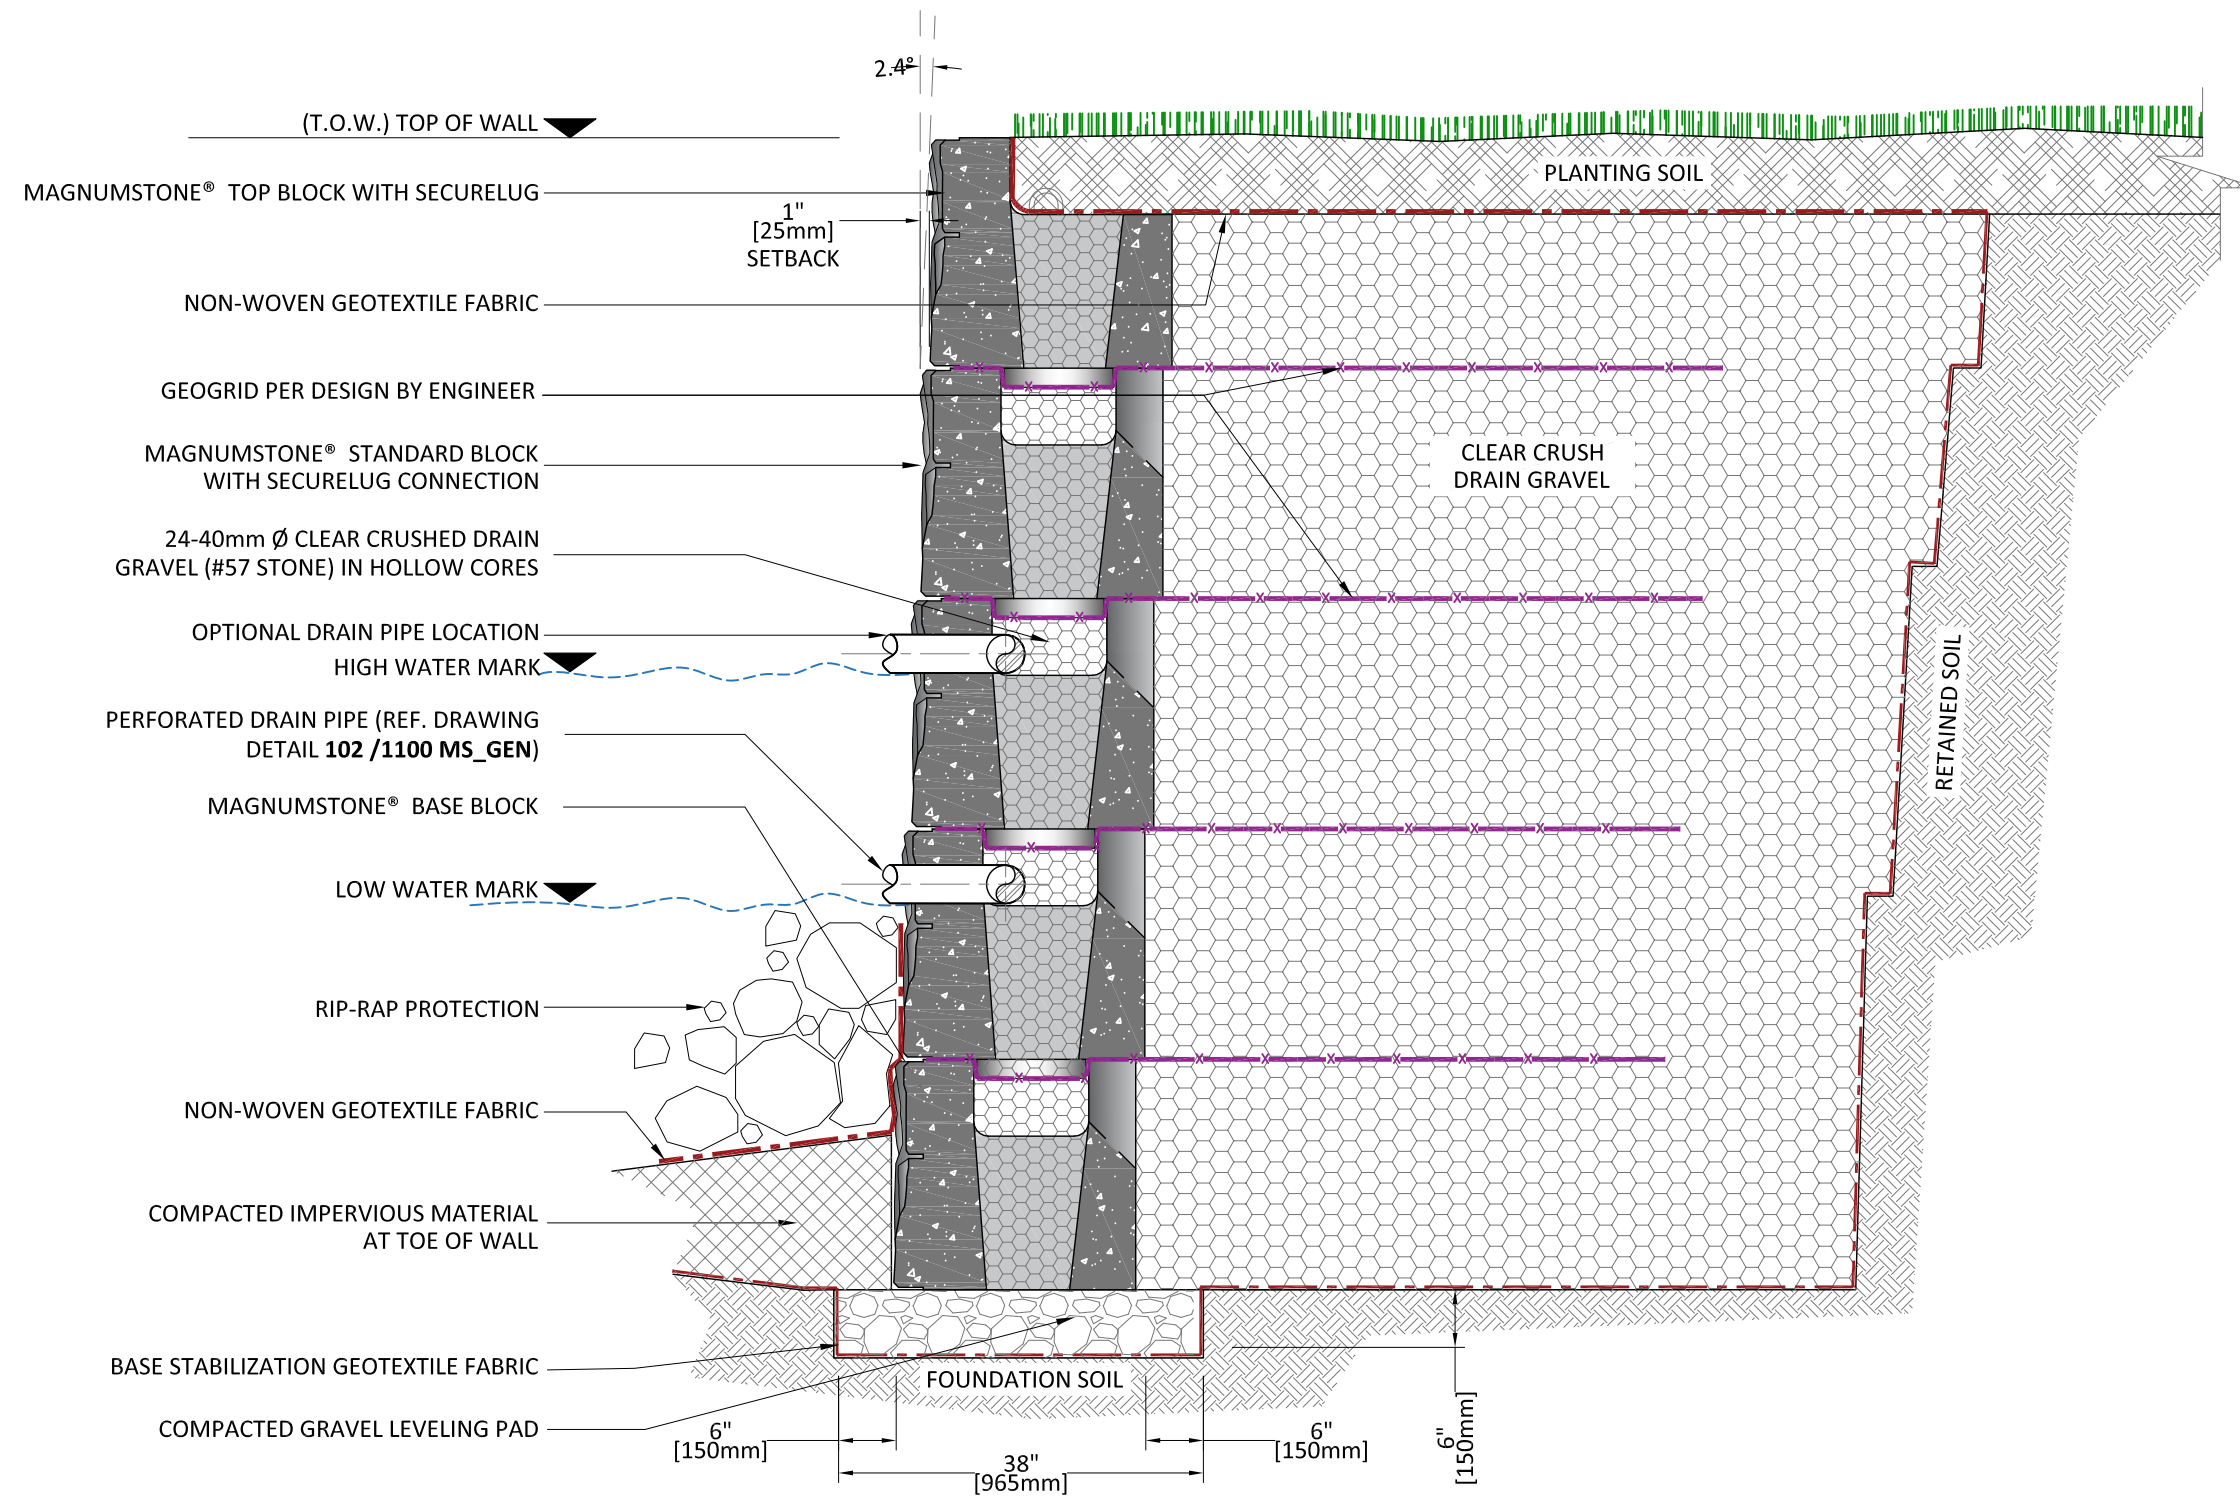 2.4°
(T.O.W.) TOP OF WALL
MAGNUMSTONE® TOP BLOCK WITH SECURELUG
PLANTING SOIL
1"
[25mm]
SETBACK
NON-WOVEN GEOTEXTILE FABRIC
GEOGRID PER DESIGN BY ENGINEER
MAGNUMSTONE® STANDARD BLOCK
WITH SECURELUG CONNECTION
CLEAR CRUSH
DRAIN GRAVEL
24-40mm Ø CLEAR CRUSHED DRAIN
GRAVEL (#57 STONE) IN HOLLOW CORES
OPTIONAL DRAIN PIPE LOCATION
HIGH WATER MARK
RETAINED SOIL
PERFORATED DRAIN PIPE (REF. DRAWING
DETAIL 102 /1100 MS_GEN)
MAGNUMSTONE® BASE BLOCK
LOW WATER MARK
RIP-RAP PROTECTION
NON-WOVEN GEOTEXTILE FABRIC
COMPACTED IMPERVIOUS MATERIAL
AT TOE OF WALL
BASE STABILIZATION GEOTEXTILE FABRIC
FOUNDATION SOIL
COMPACTED GRAVEL LEVELING PAD
6"
[150mm]
38"
[965mm]
6"
[150mm]
6"
[150mm]